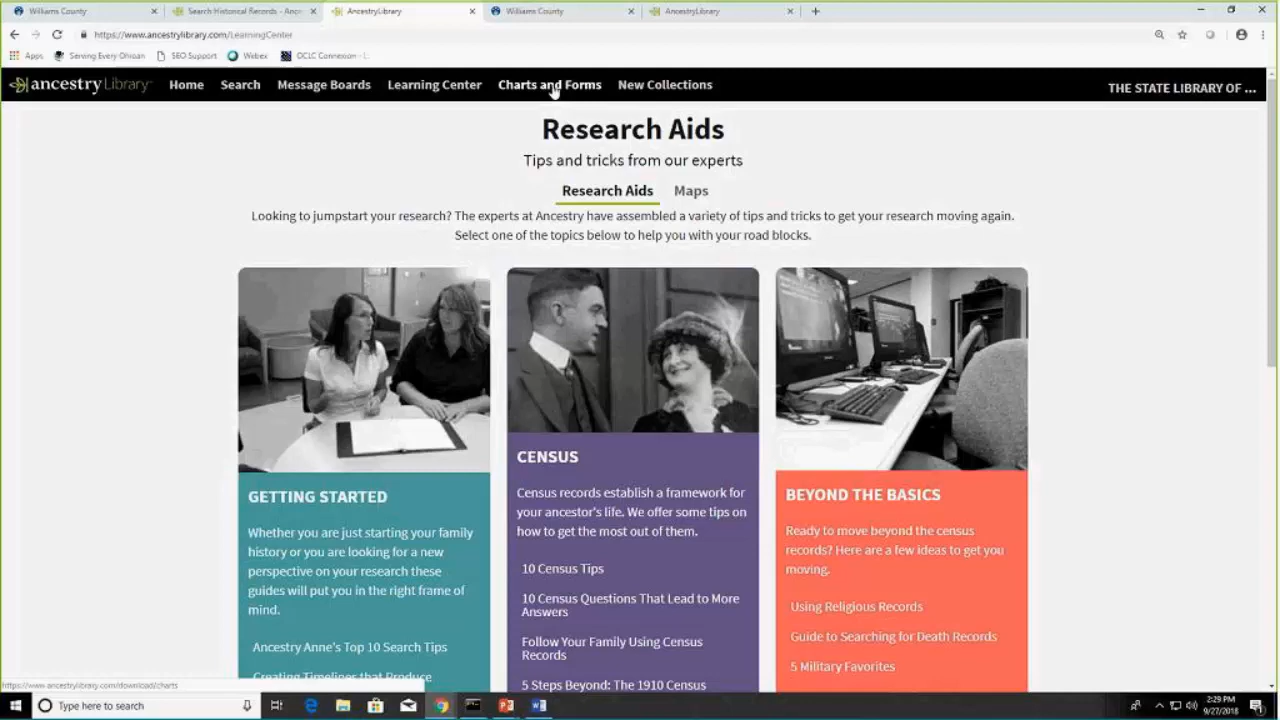 Williams County
Search Historical Records - Ance
AncestryLibrary
Williams County
AncestryLibrary
https://www.ancestrylibrary.com/LearningCenter
Apps
Serving Every Ohioan
SEO Support
Webex
OCLC Connexion - L
ancestryLibrary
Home
Search
Message Boards
Learning Center
Charts and Forms
New Collections
THE STATE LIBRARY OF ...
Research Aids
Tips and tricks from our experts
Research Aids
Maps
Looking to jumpstart your research? The experts at Ancestry have assembled a variety of tips and tricks to get your research moving again.
Select one of the topics below to help you with your road blocks.
GETTING STARTED
Whether you are just starting your family
history or you are looking for a new
perspective on your research these
guides will put you in the right frame of
mind.
Ancestry Anne's Top 10 Search Tips
Creating Timelines that Produce
CENSUS
Census records establish a framework for
your ancestor's life. We offer some tips on
how to get the most out of them.
10 Census Tips
10 Census Questions That Lead to More
Answers
Follow Your Family Using Census
Records
5 Steps Beyond: The 1910 Census
BEYOND THE BASICS
Ready to move beyond the census
records? Here are a few ideas to get you
moving.
Using Religious Records
Guide to Searching for Death Records
5 Military Favorites
https://www.ancestrylibrary.com/download/charts
Type here to search
2:29 PM
9/27/2018